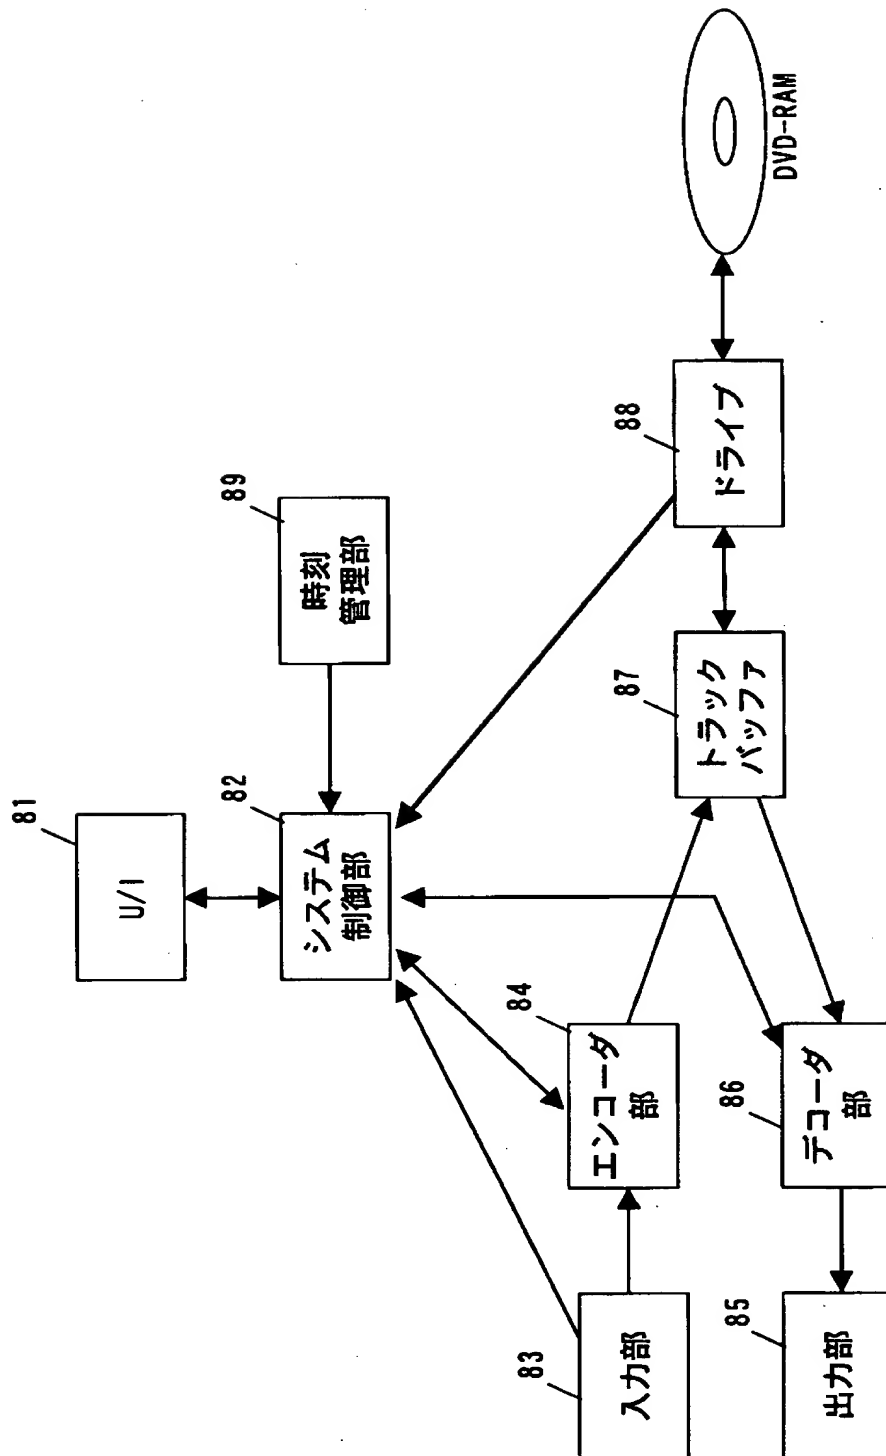 81
U/I
82
システム
制御部
89
時刻
管理部
83
入力部
84
エンコーダ
部
87
トラック
バッファ
88
ドライブ
DVD-RAM
85
出力部
86
デコーダ
部